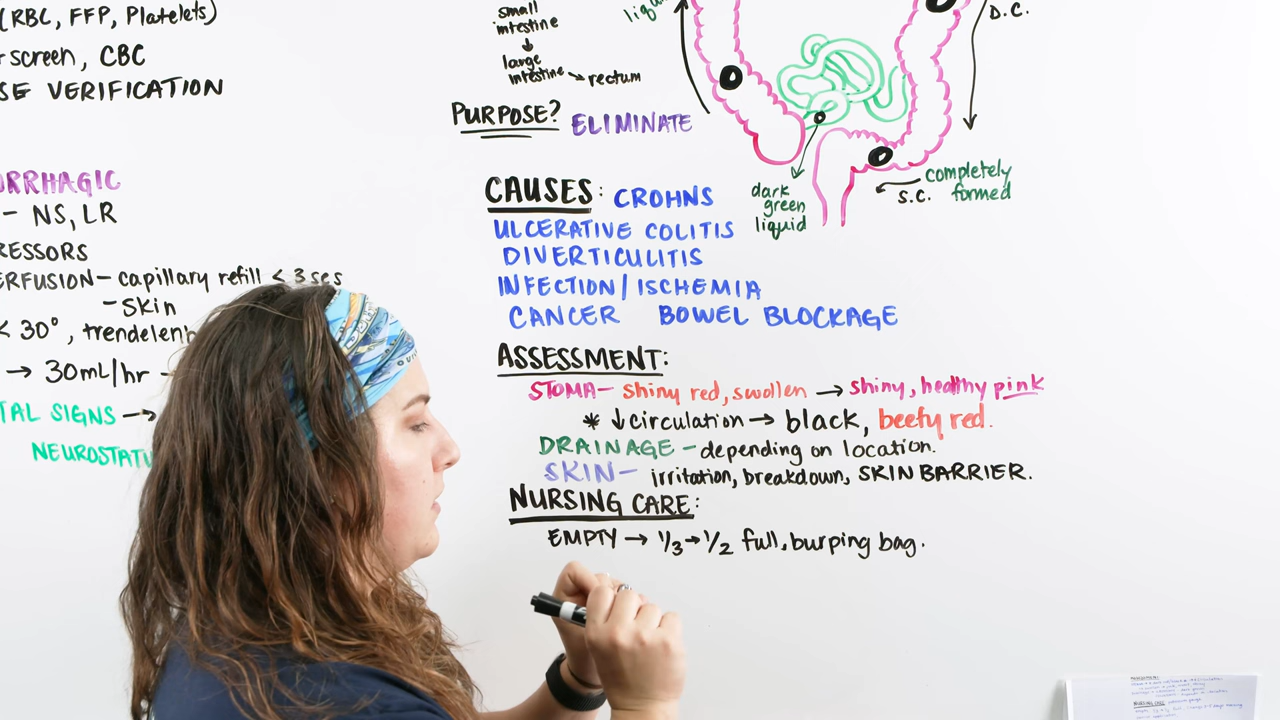 (RBC, FFP, Platelets)
screen, CBC
SE VERIFICATION
ORRHAGIC
- NS, LR
RESSORS
ERFUSION - capillary refill < 3 secs
- SKIN
< 30°, trendelenb
→ 30mL/hr -
TAL SIGNS →
NEUROSTATU
small
intestine
↓
large
intestine → rectum
PURPOSE? ELIMINATE
liqu
D.C.
dark
green
liquid
S.C.
completely
formed
CAUSES: CROHNS
ULCERATIVE COLITIS
DIVERTICULITIS
INFECTION/ISCHEMIA
CANCER BOWEL BLOCKAGE
ASSESSMENT:
STOMA- shiny red, swollen → shiny, healthy pink
* ↓circulation → black, beefy red.
DRAINAGE - depending on location.
SKIN- irritation, breakdown, SKIN BARRIER.
NURSING CARE:
EMPTY → 1/3 → 1/2 full, burping bag.